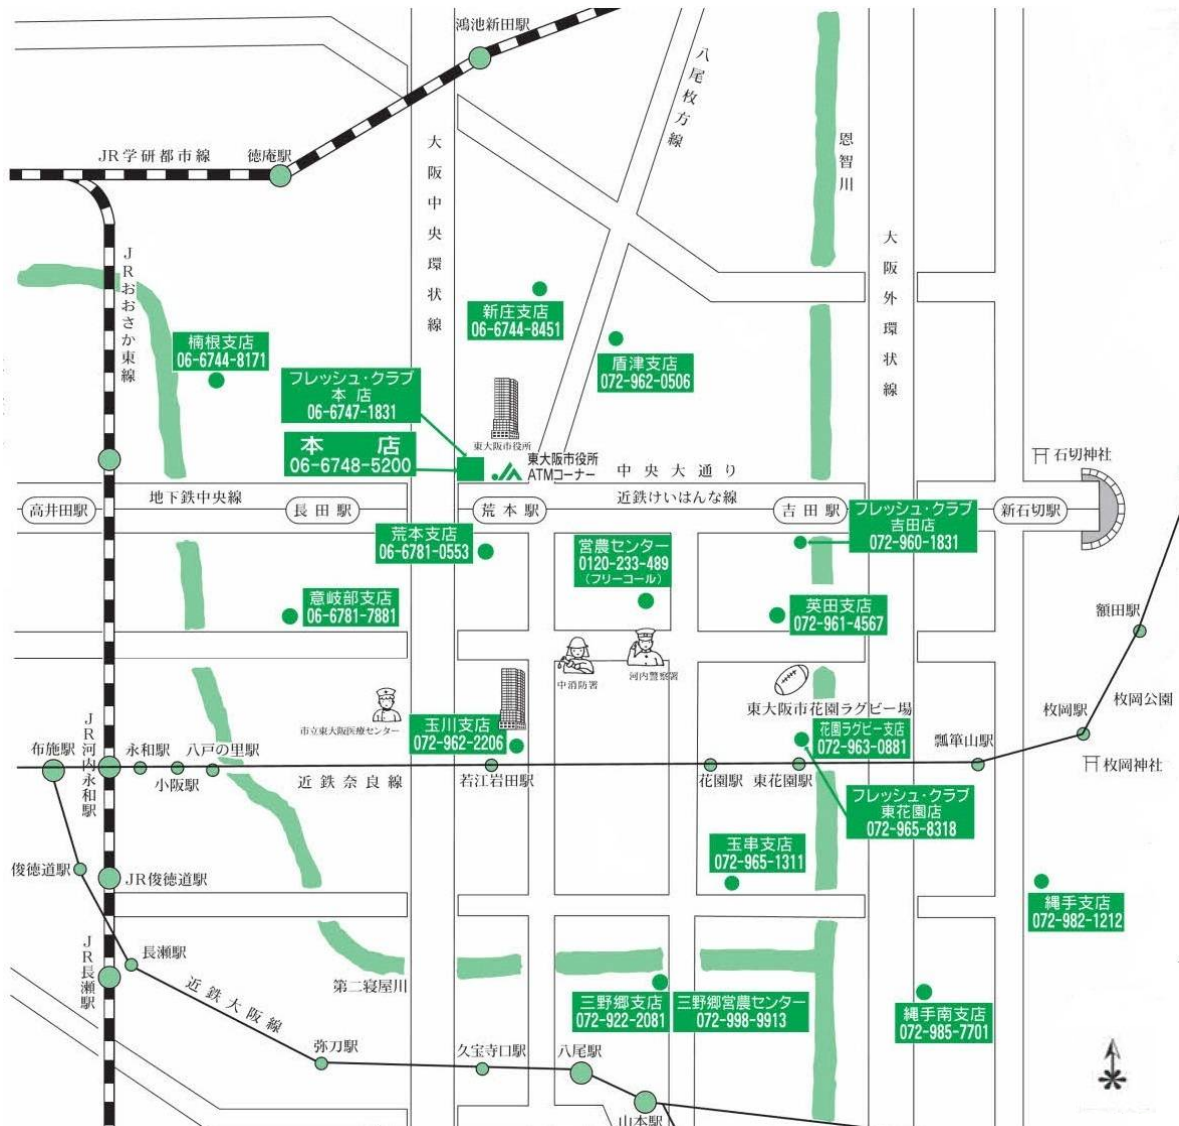 鴻池新田駅
八尾枚方線
恩智川
大阪中央環状線
JR学研都市線
徳庵駅
大阪外環状線
JRおおさか東線
新庄支店
06-6744-8451
楠根支店
06-6744-8171
盾津支店
072-962-0506
フレッシュ・クラブ
本 店
06-6747-1831
本 店
06-6748-5200
東大阪市役所
東大阪市役所
ATMコーナー
中央大通り
石切神社
地下鉄中央線
近鉄けいはんな線
高井田駅
長田駅
荒本駅
吉田駅
新石切駅
フレッシュ・クラブ
吉田店
072-960-1831
荒本支店
06-6781-0553
営農センター
0120-233-489
（フリーコール）
意岐部支店
06-6781-7881
英田支店
072-961-4567
額田駅
中消防署
河内警察署
枚岡公園
枚岡駅
東大阪市花園ラグビー場
市立東大阪医療センター
玉川支店
072-962-2206
花園ラグビー支店
072-963-0881
瓢箪山駅
JR河内永和駅
布施駅
永和駅
八戸の里駅
小阪駅
近鉄奈良線
若江岩田駅
花園駅
東花園駅
枚岡神社
フレッシュ・クラブ
東花園店
072-965-8318
玉串支店
072-965-1311
俊徳道駅
JR俊徳道駅
縄手支店
072-982-1212
JR長瀬駅
長瀬駅
第二寝屋川
近鉄大阪線
三野郷支店
072-922-2081
三野郷営農センター
072-998-9913
縄手南支店
072-985-7701
弥刀駅
久宝寺口駅
八尾駅
山本駅